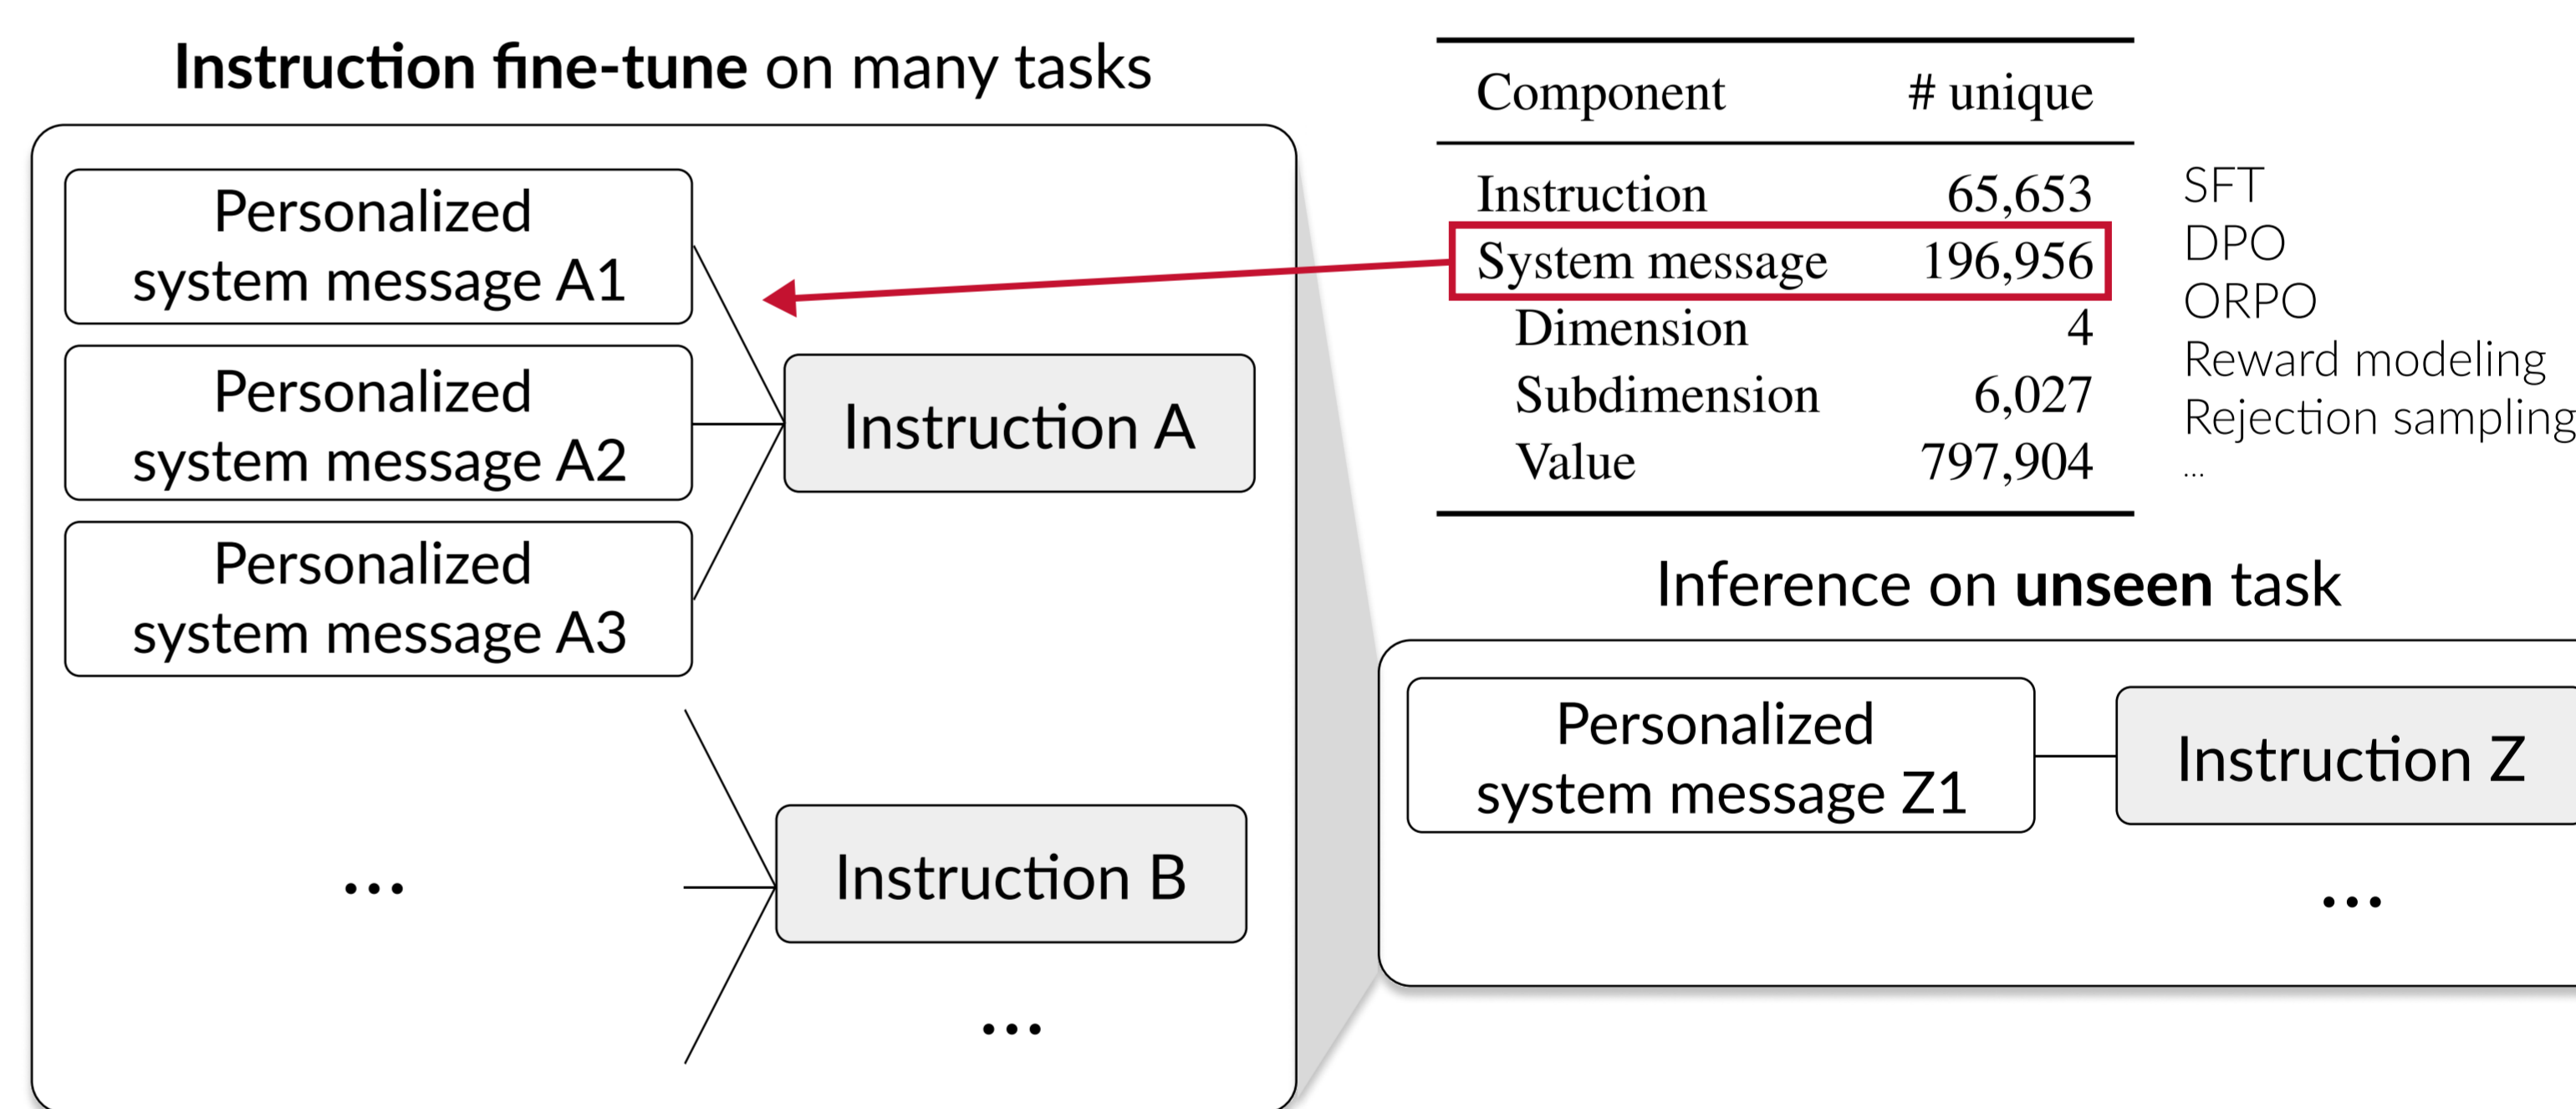 Instruction fine-tune on many tasks
Personalized
system message A1
Personalized
system message A2
Personalized
system message A3
Instruction A
...
Instruction B
...
Component # unique
Instruction 65,653
System message 196,956
Dimension 4
Subdimension 6,027
Value 797,904
SFT
DPO
ORPO
Reward modeling
Rejection sampling
...
Inference on unseen task
Personalized
system message Z1
Instruction Z
...